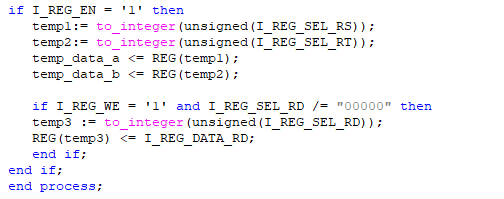 if I_REG_EN = '1' then
temp1:= to_integer(unsigned(I_REG_SEL_RS));
temp2:= to_integer(unsigned(I_REG_SEL_RT));
temp_data_a <= REG(temp1);
temp_data_b <= REG(temp2);
if I_REG_WE = '1' and I_REG_SEL_RD /= "00000" then
temp3 := to_integer(unsigned(I_REG_SEL_RD));
REG(temp3) <= I_REG_DATA_RD;
end if;
end if;
end process;